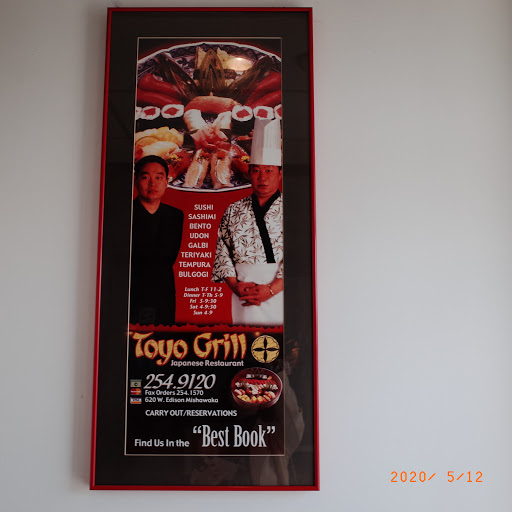 SUSHI
SASHIMI
BENTO
UDON
GALBI
TERIYAKI
TEMPURA
BULGOGI
Lunch T-F 11-2
Dinner T-Th 5-9
Fri 5-9:30
Sat 4-9:30
Sun 4-9
Toyo Grill
Japanese Restaurant
254.9120
Fax Orders 254.1570
620 W. Edison Mishawaka
CARRY OUT/RESERVATIONS
Find Us In the "Best Book"
2020/ 5/12